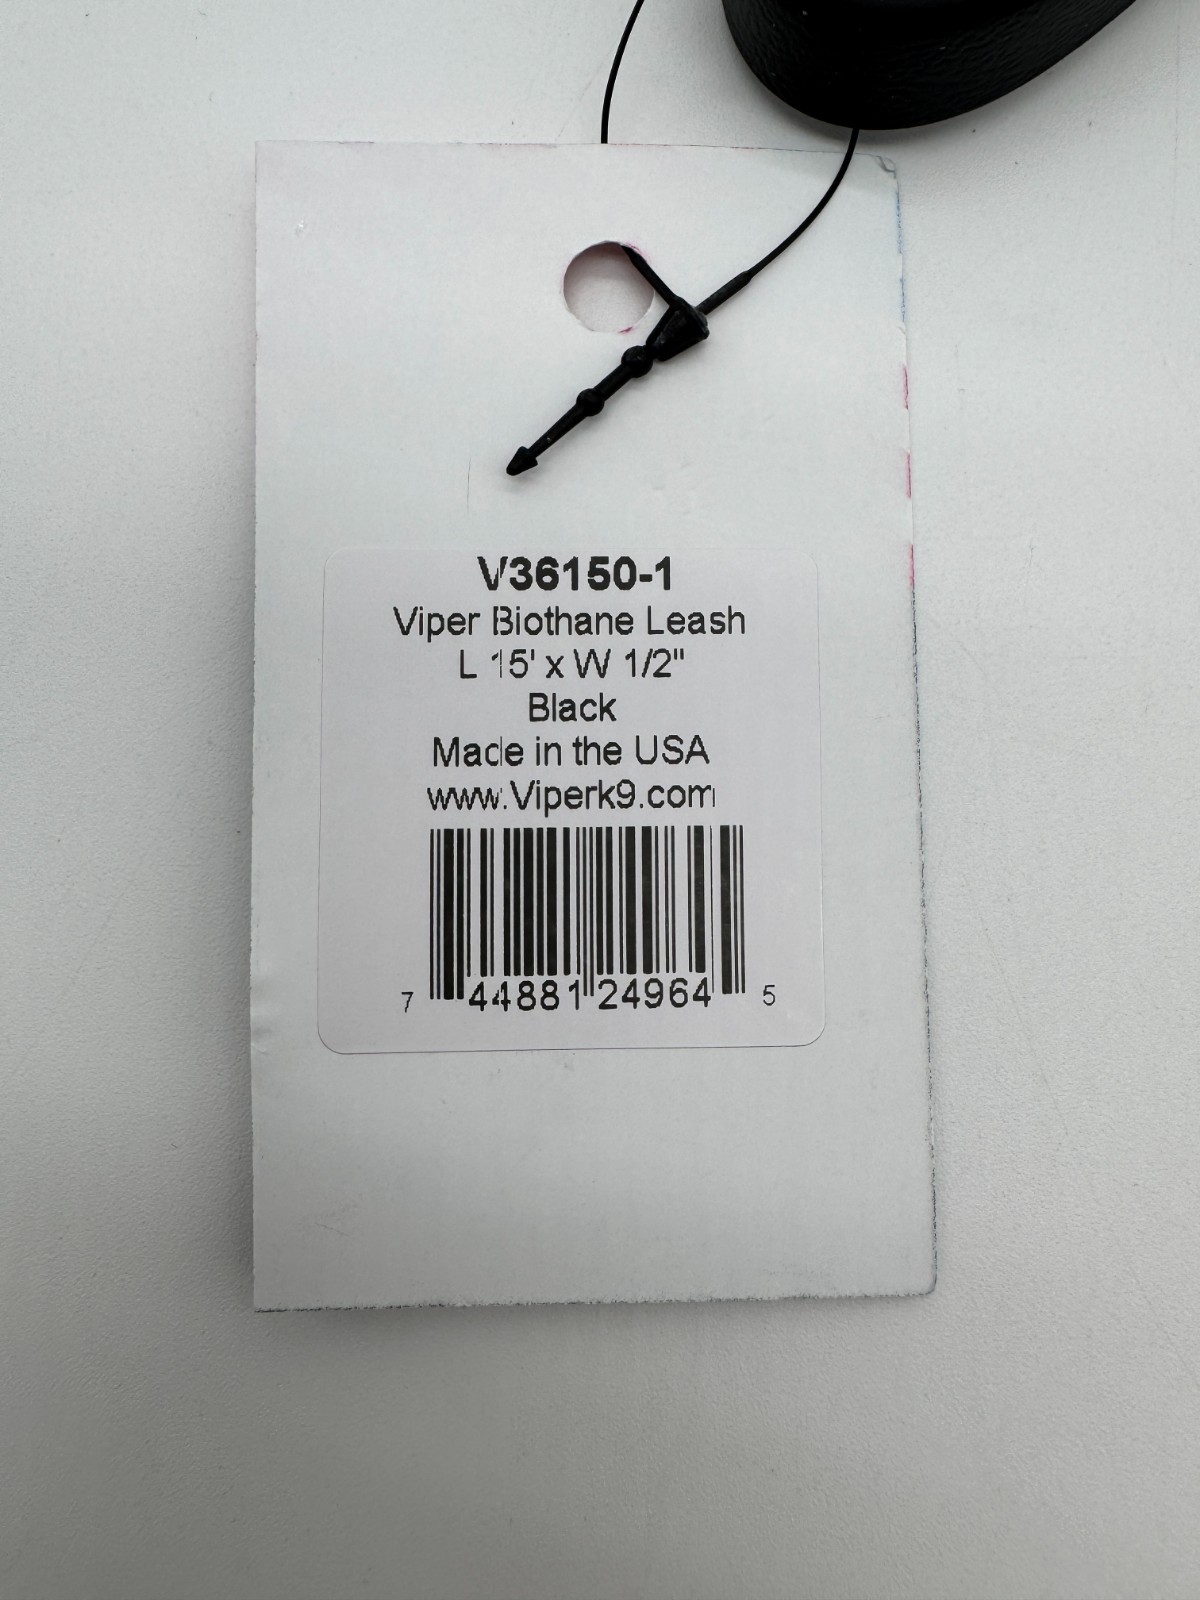 V36150-1
Viper Biothane Leash
L 15' x W 1/2"
Black
Made in the USA
www.Viperk9.com
7 44881 24964 5